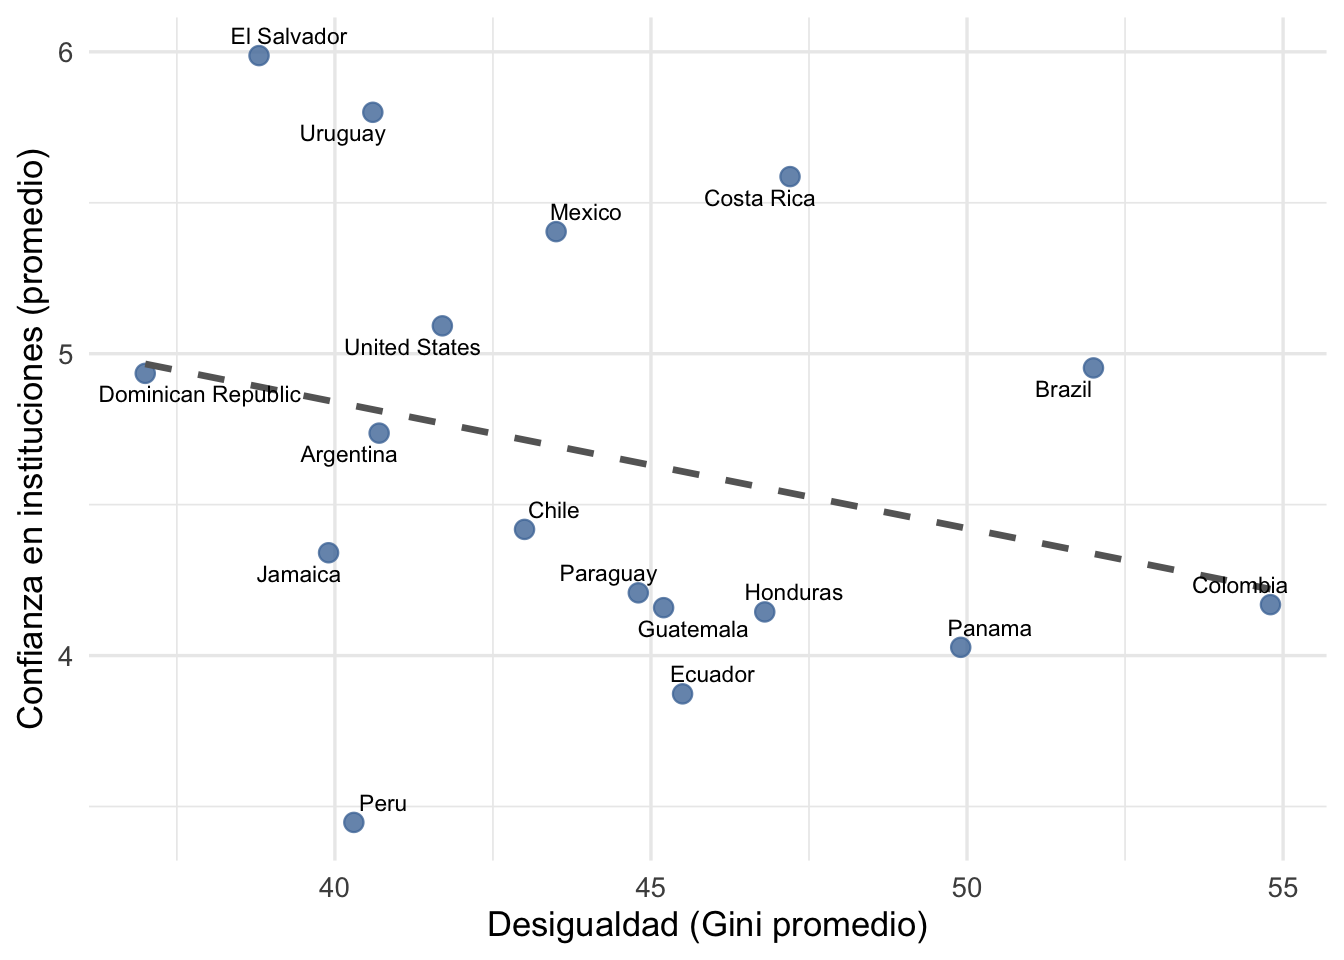 El Salvador
6
Uruguay
Costa Rica
Mexico
United States
5
Dominican Republic
Brazil
Argentina
Chile
Jamaica
Paraguay
Honduras
Colombia
Guatemala
Panama
4
Ecuador
Peru
Confianza en instituciones (promedio)
40
45
50
55
Desigualdad (Gini promedio)